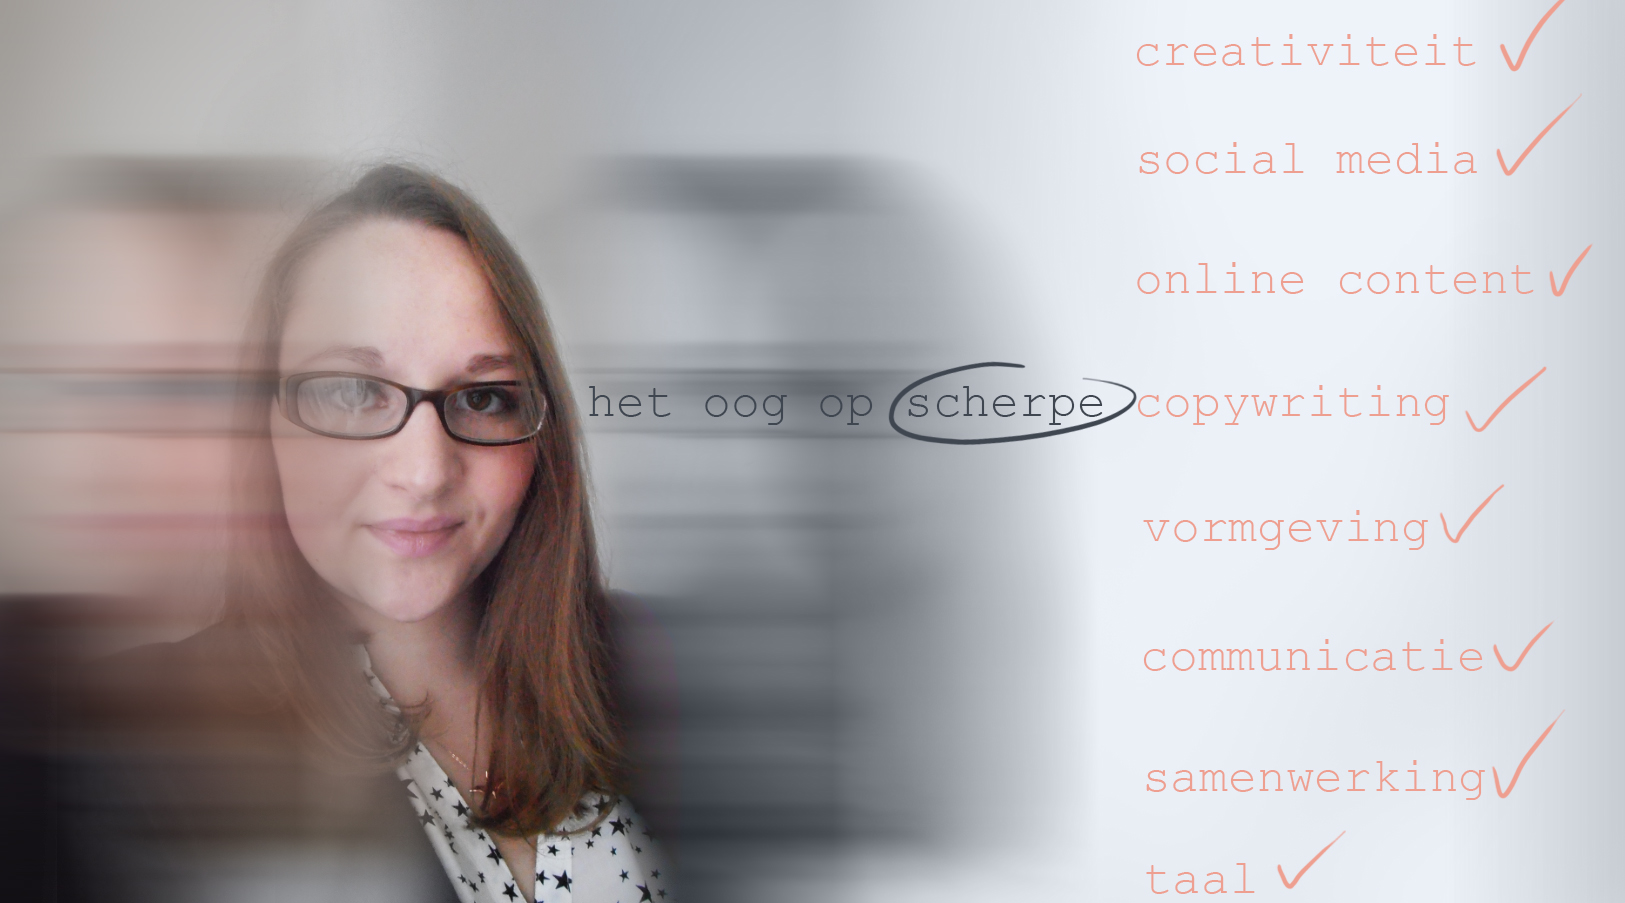 creativiteit
social media
online content
het oog op scherpe copywriting
vormgeving
communicatie
samenwerking
taal